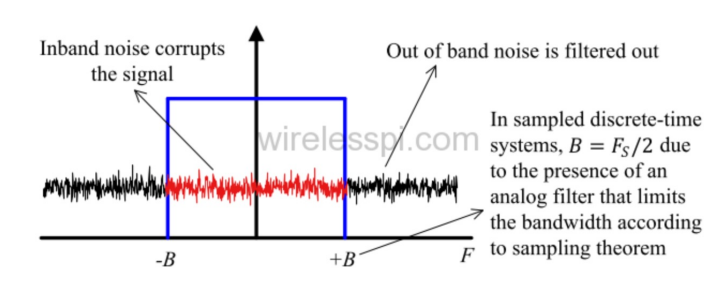 Inband noise corrupts
the signal
Out of band noise is filtered out
wirelesspi.com
In sampled discrete-time
systems, B = F_S/2 due
to the presence of an
analog filter that limits
the bandwidth according
to sampling theorem
-B
+B
F